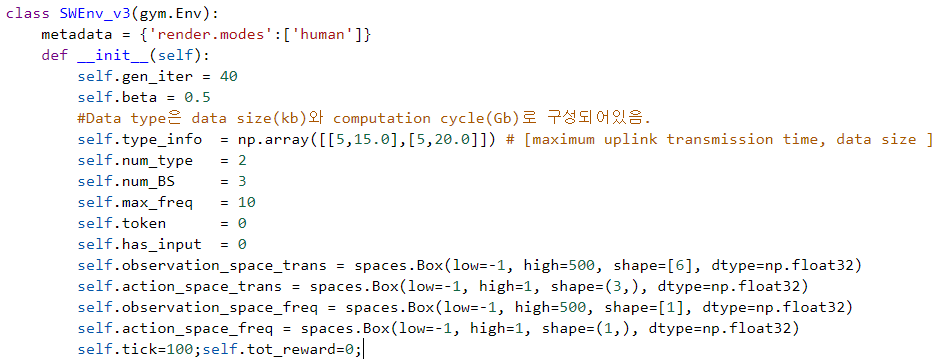 class SWEnv_v3(gym.Env):
    metadata = {'render.modes':['human']}
    def __init__(self):
        self.gen_iter = 40
        self.beta = 0.5
        #Data type은 data size(kb)와 computation cycle(Gb)로 구성되어있음.
        self.type_info  = np.array([[5,15.0],[5,20.0]]) # [maximum uplink transmission time, data size ]
        self.num_type   = 2
        self.num_BS     = 3
        self.max_freq   = 10
        self.token      = 0
        self.has_input  = 0
        self.observation_space_trans = spaces.Box(low=-1, high=500, shape=[6], dtype=np.float32)
        self.action_space_trans = spaces.Box(low=-1, high=1, shape=(3,), dtype=np.float32)
        self.observation_space_freq = spaces.Box(low=-1, high=500, shape=[1], dtype=np.float32)
        self.action_space_freq = spaces.Box(low=-1, high=1, shape=(1,), dtype=np.float32)
        self.tick=100;self.tot_reward=0;